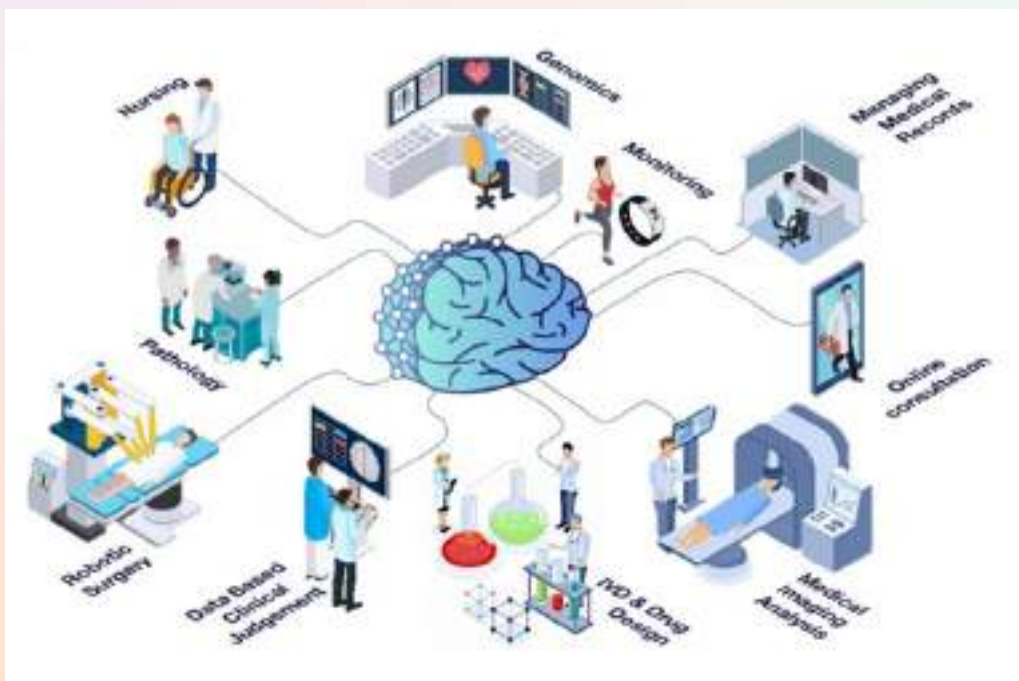 Nursing
Genomics
Managing
Medical
Records
Monitoring
Pathology
Online
consultation
Robotic
Surgery
Data Based
Clinical
Judgement
IVD & Drug
Design
Medical
Imaging
Analysis